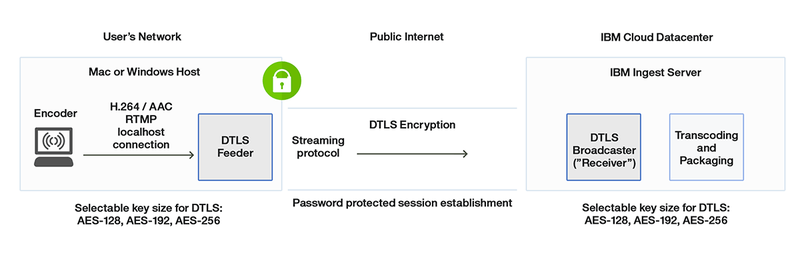 User's Network
Public Internet
IBM Cloud Datacenter
Mac or Windows Host
IBM Ingest Server
Encoder
H.264 / AAC
RTMP
localhost
connection
DTLS
Feeder
DTLS Encryption
Streaming
protocol
DTLS
Broadcaster
("Receiver")
Transcoding
and
Packaging
Selectable key size for DTLS:
AES-128, AES-192, AES-256
Password protected session establishment
Selectable key size for DTLS:
AES-128, AES-192, AES-256